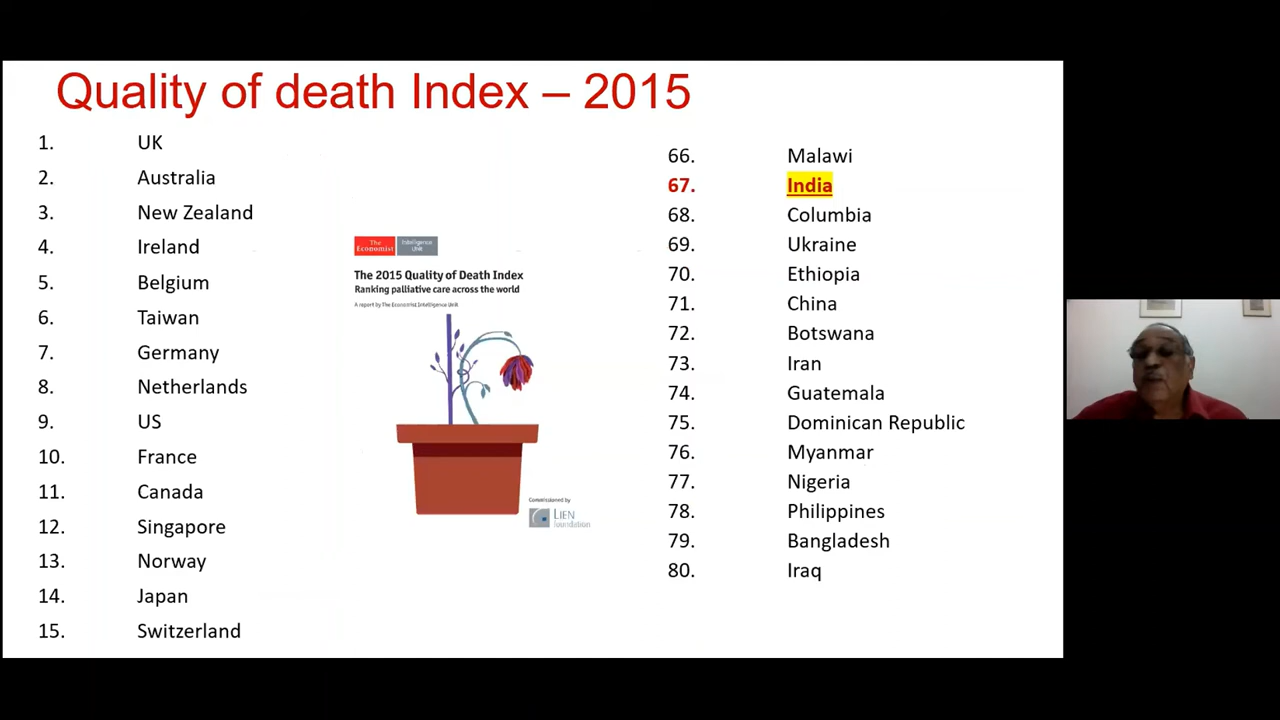 Quality of death Index – 2015
1. UK
2. Australia
3. New Zealand
4. Ireland
5. Belgium
6. Taiwan
7. Germany
8. Netherlands
9. US
10. France
11. Canada
12. Singapore
13. Norway
14. Japan
15. Switzerland
The Economist
Intelligence Unit
The 2015 Quality of Death Index
Ranking palliative care across the world
A report by The Economist Intelligence Unit
Commissioned by
LIEN
foundation
66. Malawi
67. India
68. Columbia
69. Ukraine
70. Ethiopia
71. China
72. Botswana
73. Iran
74. Guatemala
75. Dominican Republic
76. Myanmar
77. Nigeria
78. Philippines
79. Bangladesh
80. Iraq